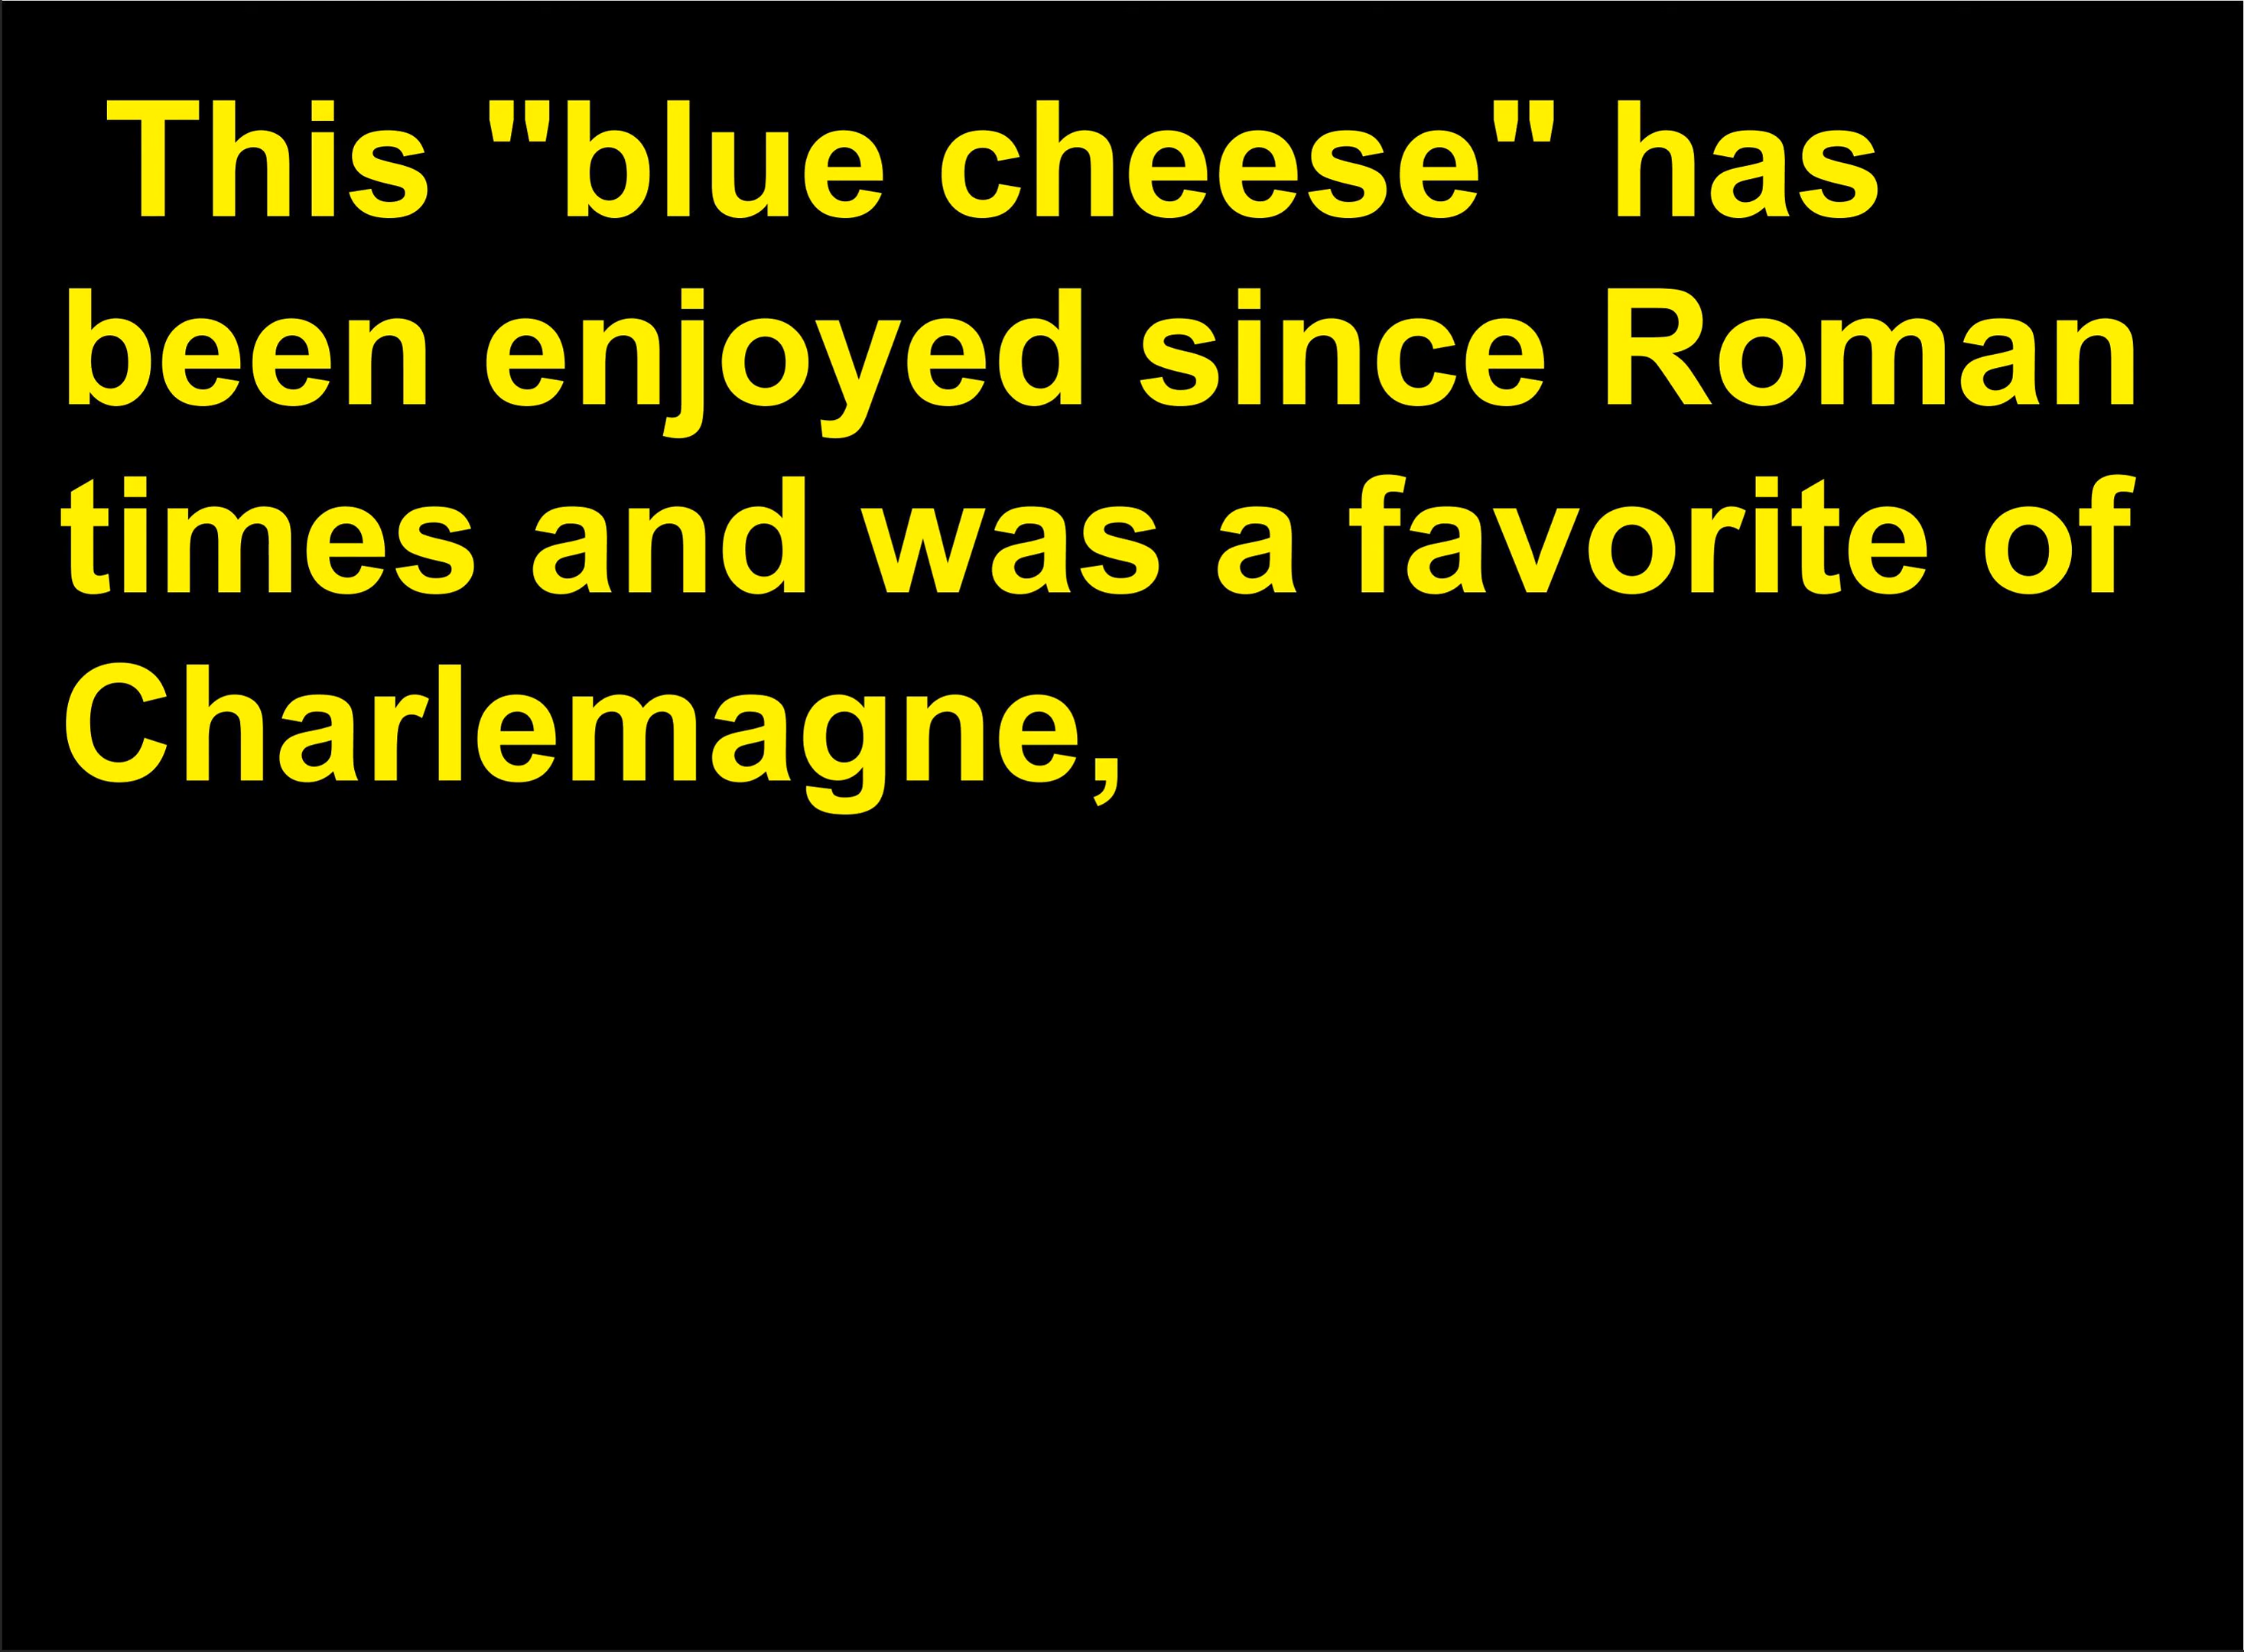 This "blue cheese" has
been enjoyed since Roman
times and was a favorite of
Charlemagne,